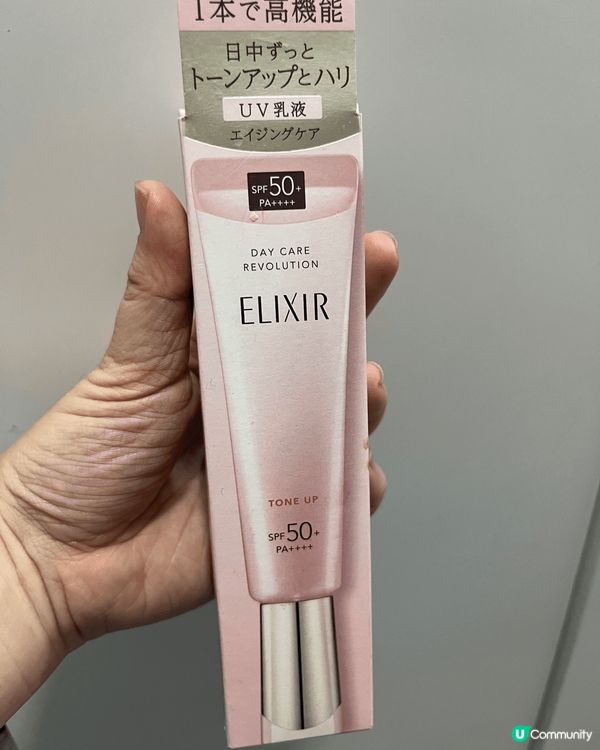 1本で高機能
日中ずっと
トーンアップとハリ
UV乳液
エイジングケア
SPF50+
PA++++
DAY CARE
REVOLUTION
ELIXIR
TONE UP
SPF50+
PA++++
U Community